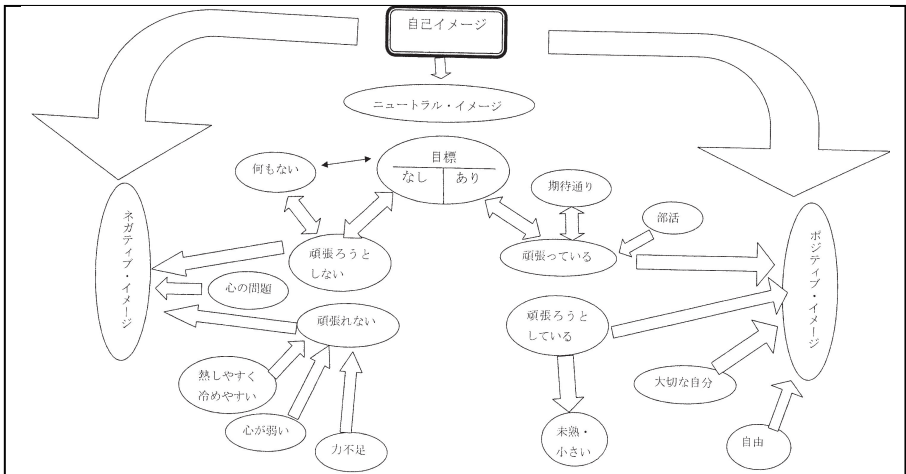 自己イメージ
ニュートラル・イメージ
目標
なし
あり
何もない
期待通り
部活
ネガティブ・イメージ
頑張ろうと
しない
頑張っている
ポジティブ・イメージ
心の問題
頑張れない
頑張ろうと
している
熱しやすく
冷めやすい
大切な自分
心が弱い
力不足
未熟・
小さい
自由